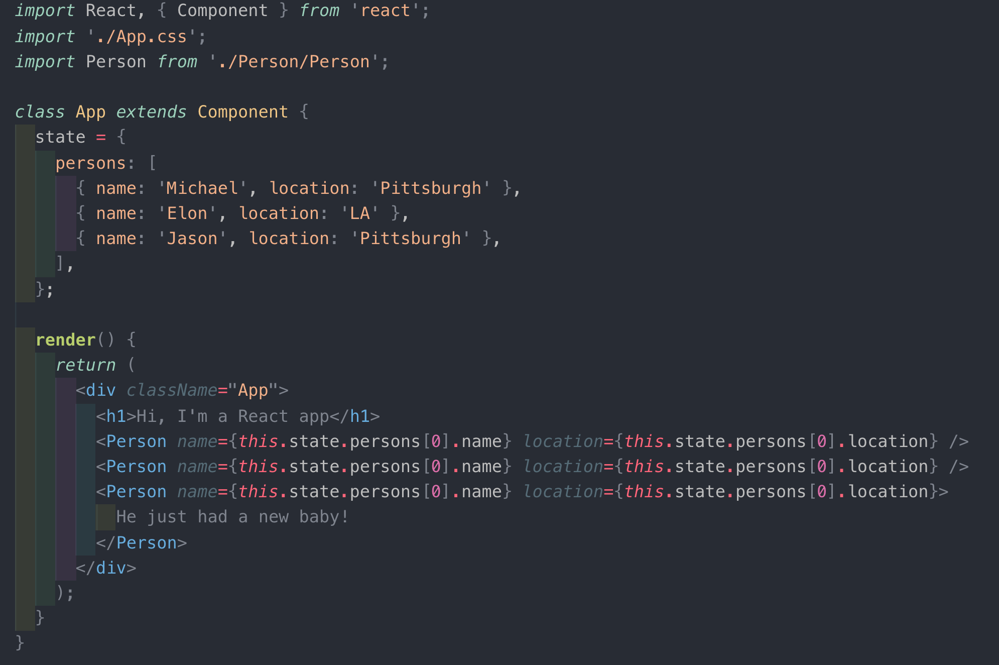 import React, { Component } from 'react';
import './App.css';
import Person from './Person/Person';

class App extends Component {
  state = {
    persons: [
      { name: 'Michael', location: 'Pittsburgh' },
      { name: 'Elon', location: 'LA' },
      { name: 'Jason', location: 'Pittsburgh' },
    ],
  };

  render() {
    return (
      <div className="App">
        <h1>Hi, I'm a React app</h1>
        <Person name={this.state.persons[0].name} location={this.state.persons[0].location} />
        <Person name={this.state.persons[0].name} location={this.state.persons[0].location} />
        <Person name={this.state.persons[0].name} location={this.state.persons[0].location}>
          He just had a new baby!
        </Person>
      </div>
    );
  }
}